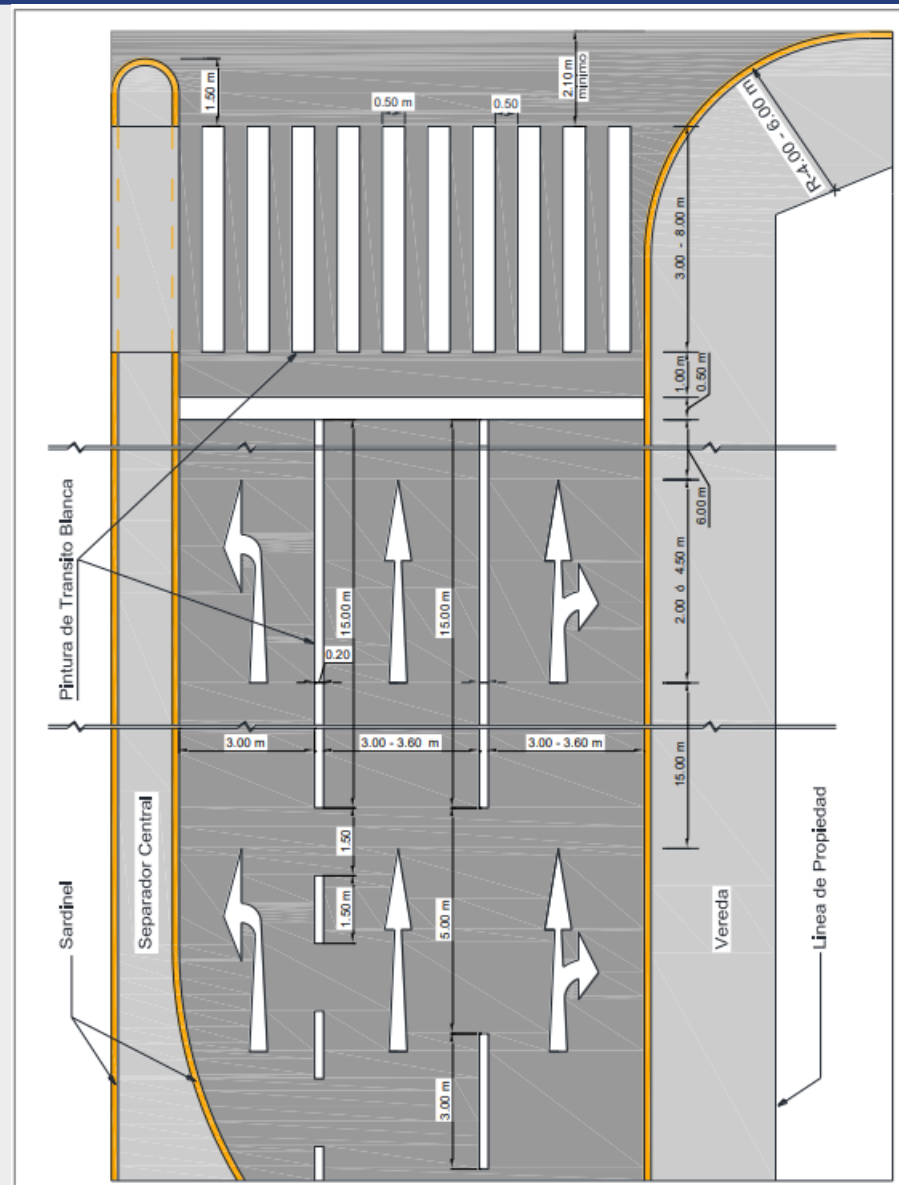 1.50 m
0.50 m
0.50
2.10 m
mínimo
R-4.00 - 6.00 m
3.00 - 8.00 m
1.00 m
0.50 m
6.00 m
Pintura de Transito Blanca
15.00 m
15.00 m
2.00 ó 4.50 m
0.20
3.00 m
3.00 - 3.60 m
3.00 - 3.60 m
15.00 m
Sardinel
Separador Central
1.50
1.50 m
5.00 m
3.00 m
Vereda
Linea de Propiedad